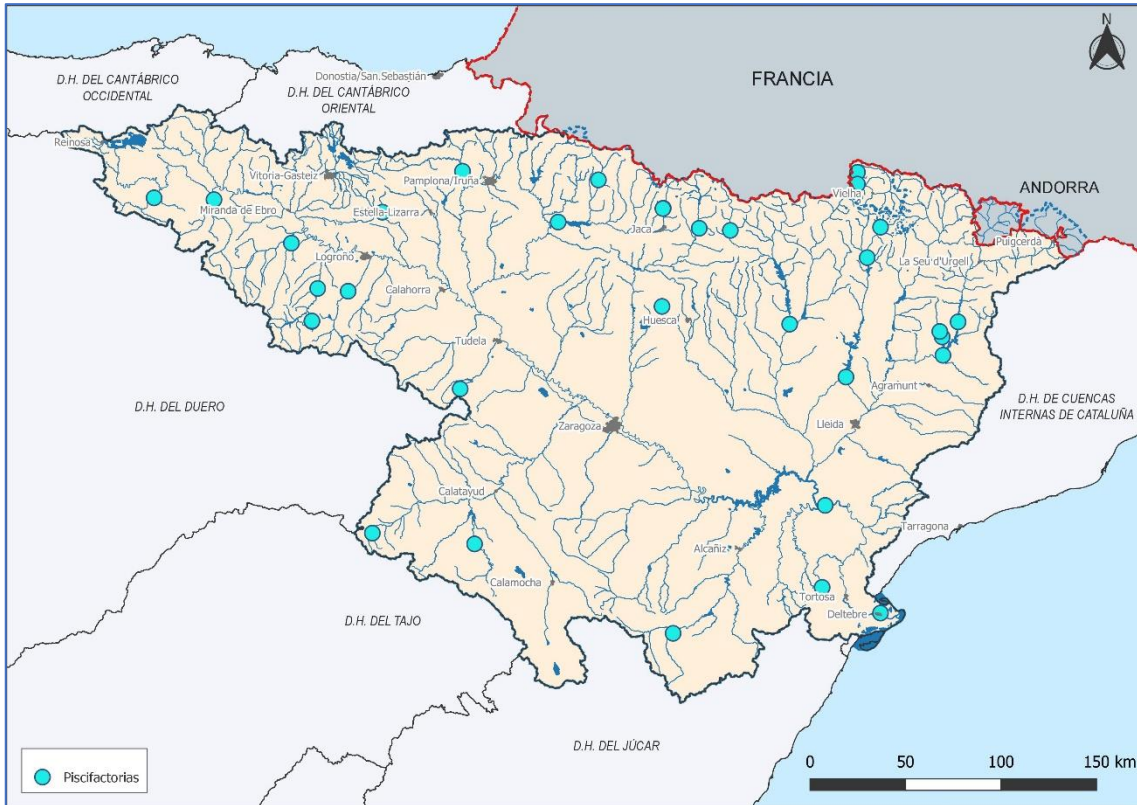 N
D.H. DEL CANTÁBRICO
OCCIDENTAL
Donostia/San Sebastián
D.H. DEL CANTÁBRICO
ORIENTAL
FRANCIA
Reinosa
Vitoria-Gasteiz
Pamplona/Iruña
Miranda de Ebro
Estella-Lizarra
Vielha
ANDORRA
Jaca
Puigcerdá
Logroño
La Seu d'Urgell
Calahorra
Huesca
Tudela
Agramunt
D.H. DEL DUERO
D.H. DE CUENCAS
INTERNAS DE CATALUÑA
Zaragoza
Lleida
Calatayud
Tarragona
Alcañiz
Calamocha
Tortosa
Deltebre
D.H. DEL TAJO
D.H. DEL JÚCAR
Piscifactorias
0 50 100 150 km